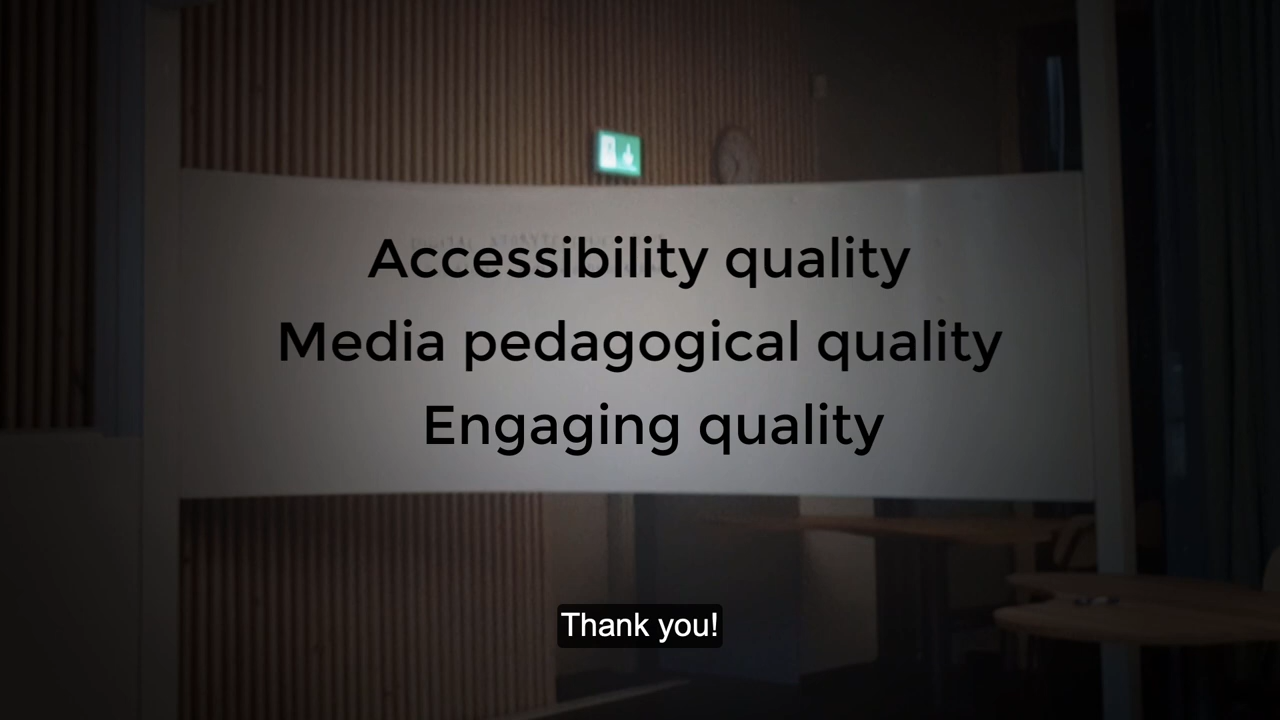 Accessibility quality
Media pedagogical quality
Engaging quality
Thank you!